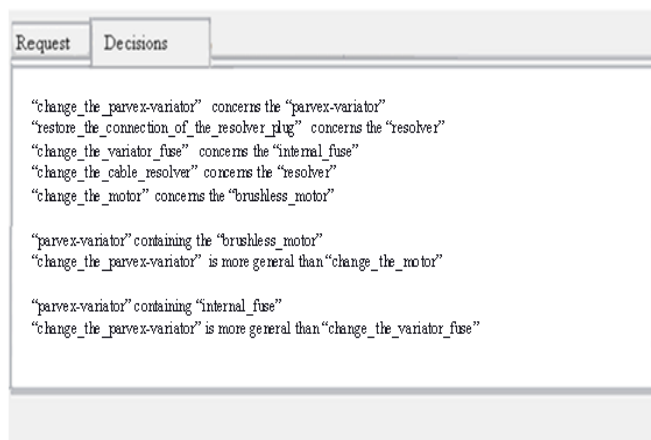 Request
Decisions
“change_the_parvex-variator” concerns the “parvex-variator”
“restore_the_connection_of_the_resolver_plug” concerns the “resolver”
“change_the_variator_fuse” concerns the “internal_fuse”
“change_the_cable_resolver” concerns the “resolver”
“change_the_motor” concerns the “brushless_motor”
“parvex-variator” containing the “brushless_motor”
“change_the_parvex-variator” is more general than “change_the_motor”
“parvex-variator” containing “internal_fuse”
“change_the_parvex-variator” is more general than “change_the_variator_fuse”